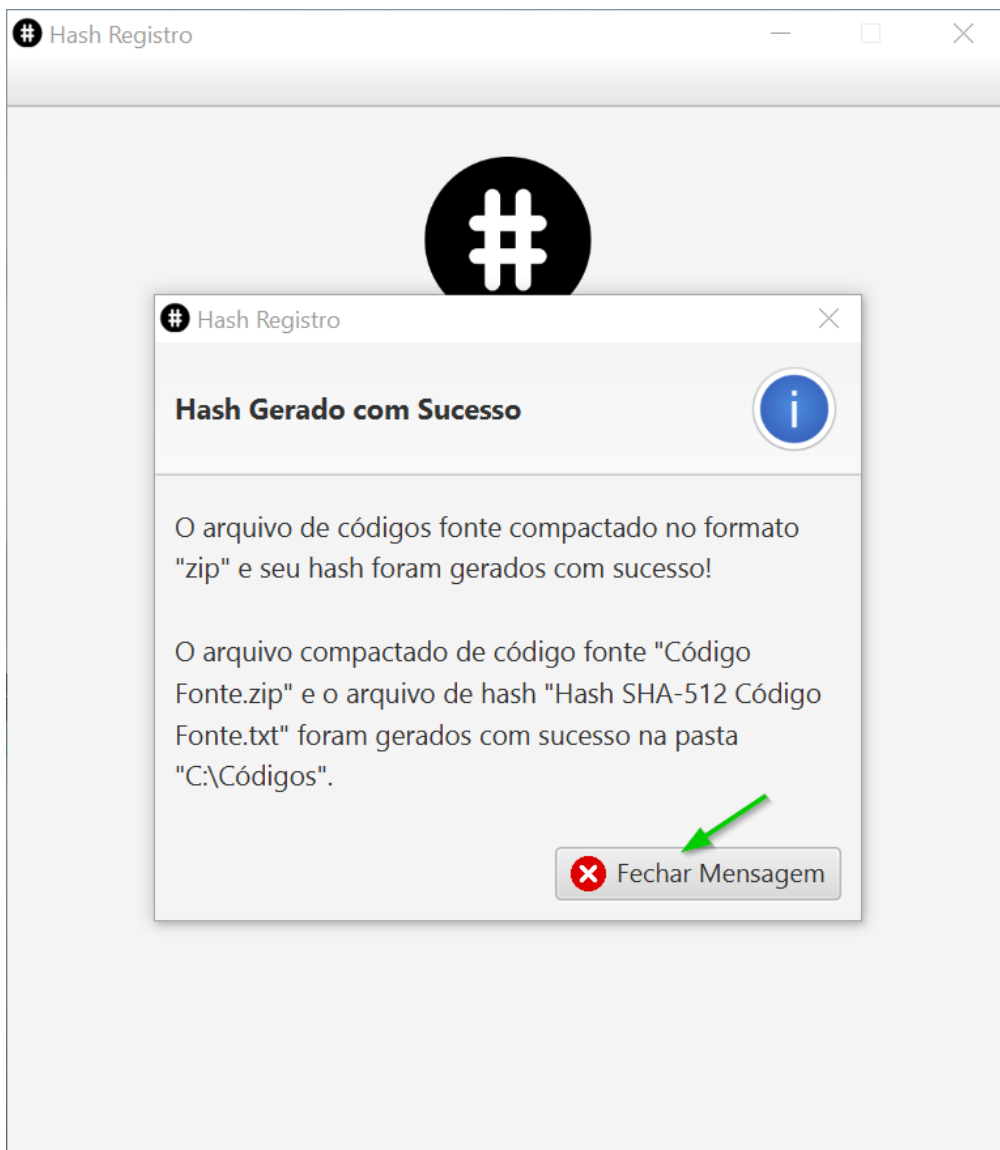 # Hash Registro
#
# Hash Registro
Hash Gerado com Sucesso
i
O arquivo de códigos fonte compactado no formato
"zip" e seu hash foram gerados com sucesso!
O arquivo compactado de código fonte "Código
Fonte.zip" e o arquivo de hash "Hash SHA-512 Código
Fonte.txt" foram gerados com sucesso na pasta
"C:\Códigos".
Fechar Mensagem